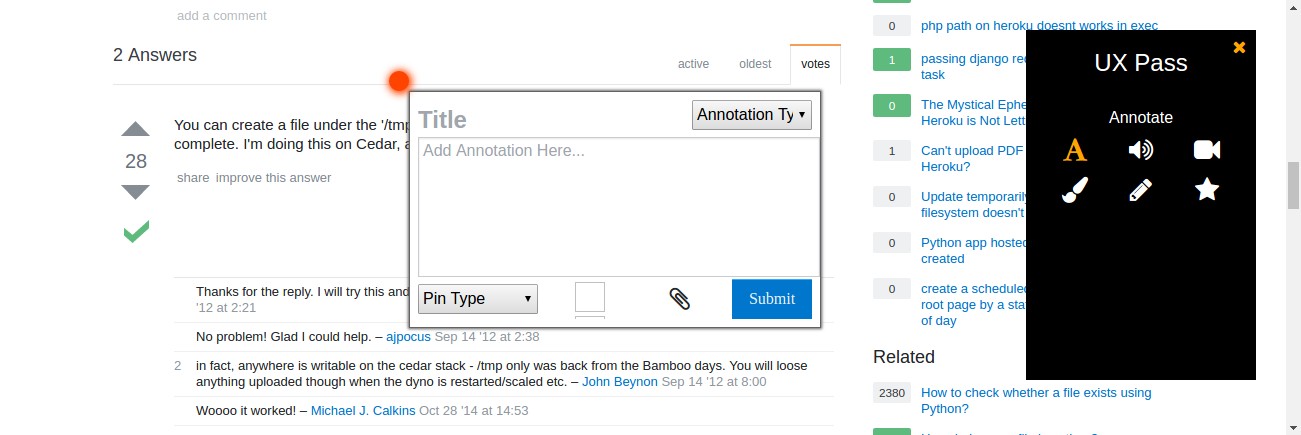 add a comment
2 Answers
active oldest votes
You can create a file under the '/tmp
complete. I'm doing this on Cedar,
28
share improve this answer
Thanks for the reply. I will try this and
'12 at 2:21
No problem! Glad I could help. – ajpocus Sep 14 '12 at 2:38
2 in fact, anywhere is writable on the cedar stack - /tmp only was back from the Bamboo days. You will loose
anything uploaded though when the dyno is restarted/scaled etc. – John Beynon Sep 14 '12 at 8:00
Woooo it worked! – Michael J. Calkins Oct 28 '14 at 14:53
Title
Annotation Ty
Add Annotation Here...
Pin Type
Submit
0 php path on heroku doesnt works in exec
1 passing django
task
0 The Mystical
Heroku is Not
1 Can't upload PDF
Heroku?
0 Update temporarily
filesystem doesn't
0 Python app hosted
created
0 create a scheduled
root page by a
of day
Related
2380 How to check whether a file exists using
Python?
UX Pass
Annotate
A